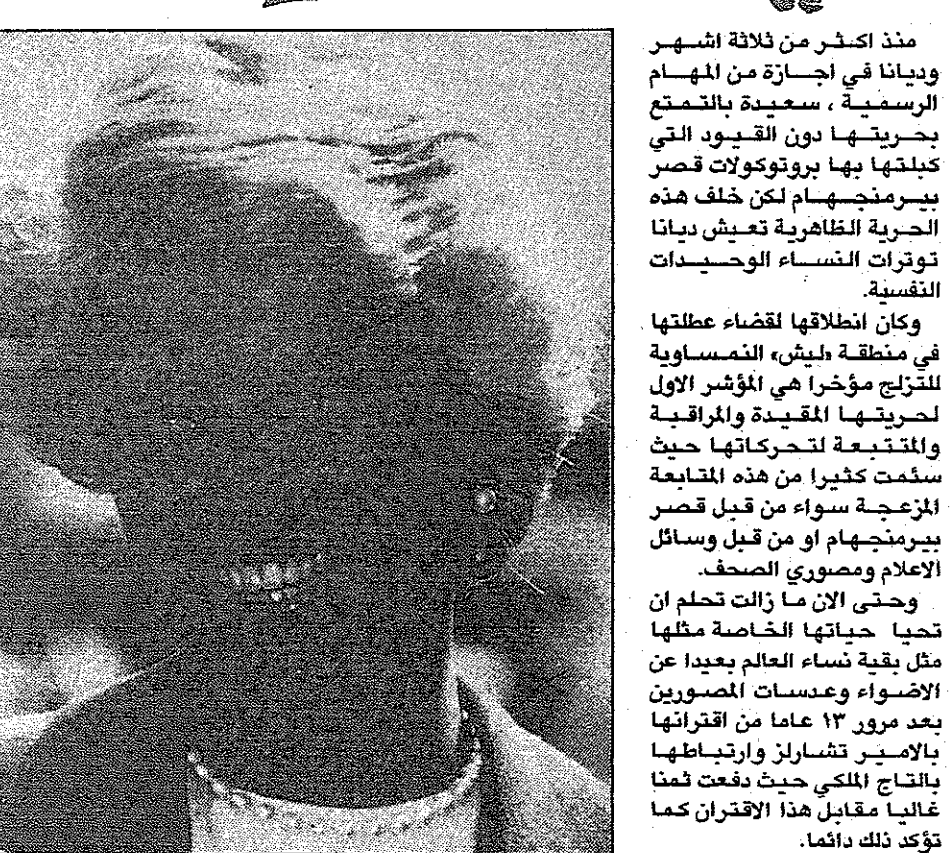 منذ اكثر من ثلاثة اشهر
وديانا في اجازة من المهام
الرسمية ، سعيدة بالتمتع
بحريتها دون القيود التي
كبلتها بها بروتوكولات قصر
بيرمنجهام لكن خلف هذه
الحرية الظاهرية تعيش ديانا
توترات النساء الوحيدات
النفسية.
وكان انطلاقها لقضاء عطلتها
في منطقة «ليش» النمساوية
للتزلج مؤخرا هي المؤشر الاول
لحريتها المقيدة والمراقبة
والمتتبعة لتحركاتها حيث
سئمت كثيرا من هذه المتابعة
المزعجة سواء من قبل قصر
بيرمنجهام او من قبل وسائل
الاعلام ومصوري الصحف.
وحتى الان ما زالت تحلم ان
تحيا حياتها الخاصة مثلها
مثل بقية نساء العالم بعيدا عن
الاضواء وعدسات المصورين
بعد مرور ١٣ عاما من اقترانها
بالامير تشارلز وارتباطها
بالتاج الملكي حيث دفعت ثمنا
غاليا مقابل هذا الاقتران كما
تؤكد ذلك دائما.